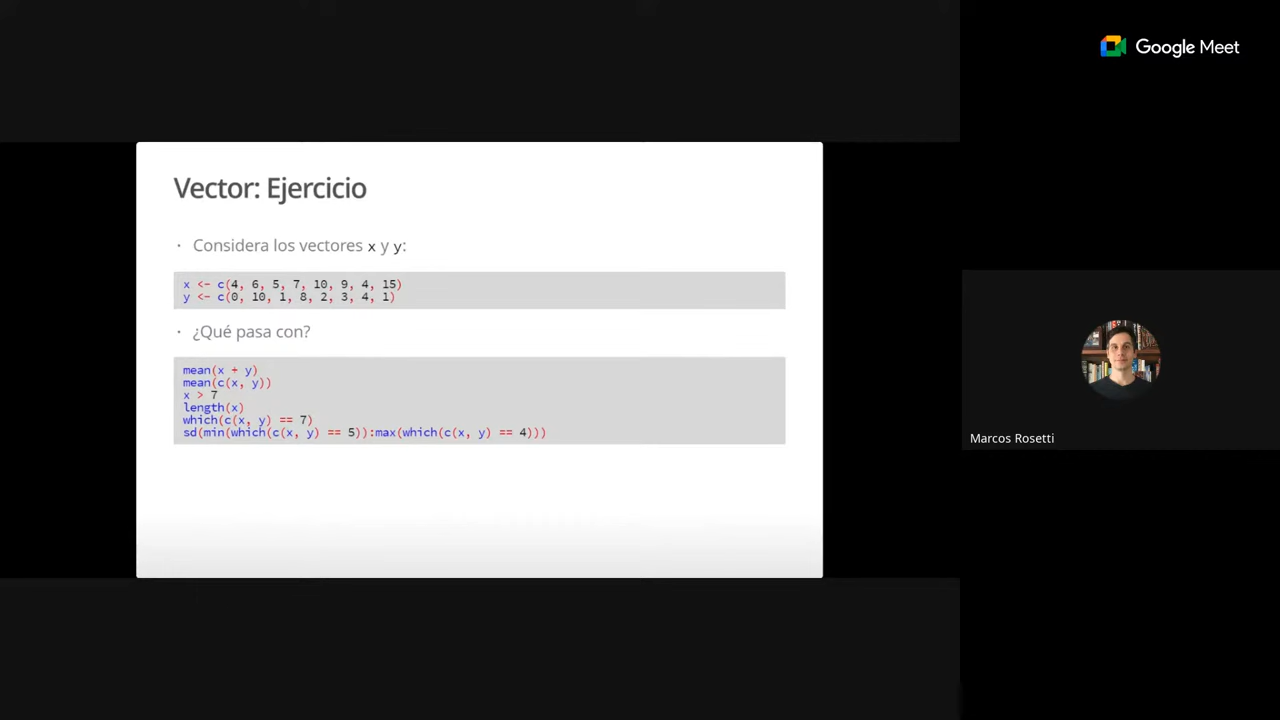 Google Meet
Vector: Ejercicio
· Considera los vectores x y y:
x <- c(4, 6, 5, 7, 10, 9, 4, 15)
y <- c(0, 10, 1, 8, 2, 3, 4, 1)
· ¿Qué pasa con?
mean(x + y)
mean(c(x, y))
x > 7
length(x)
which(c(x, y) == 7)
sd(min(which(c(x, y) == 5)):max(which(c(x, y) == 4)))
Marcos Rosetti